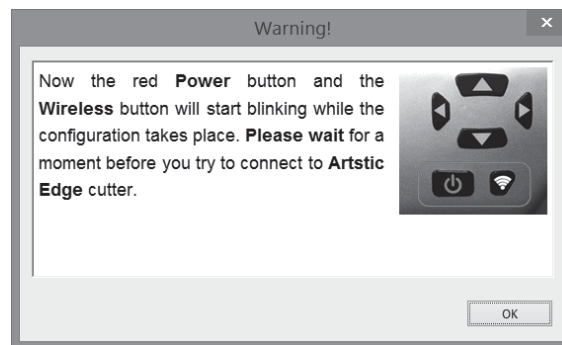 Warning!
Now the red Power button and the
Wireless button will start blinking while the
configuration takes place. Please wait for a
moment before you try to connect to Artstic
Edge cutter.
OK